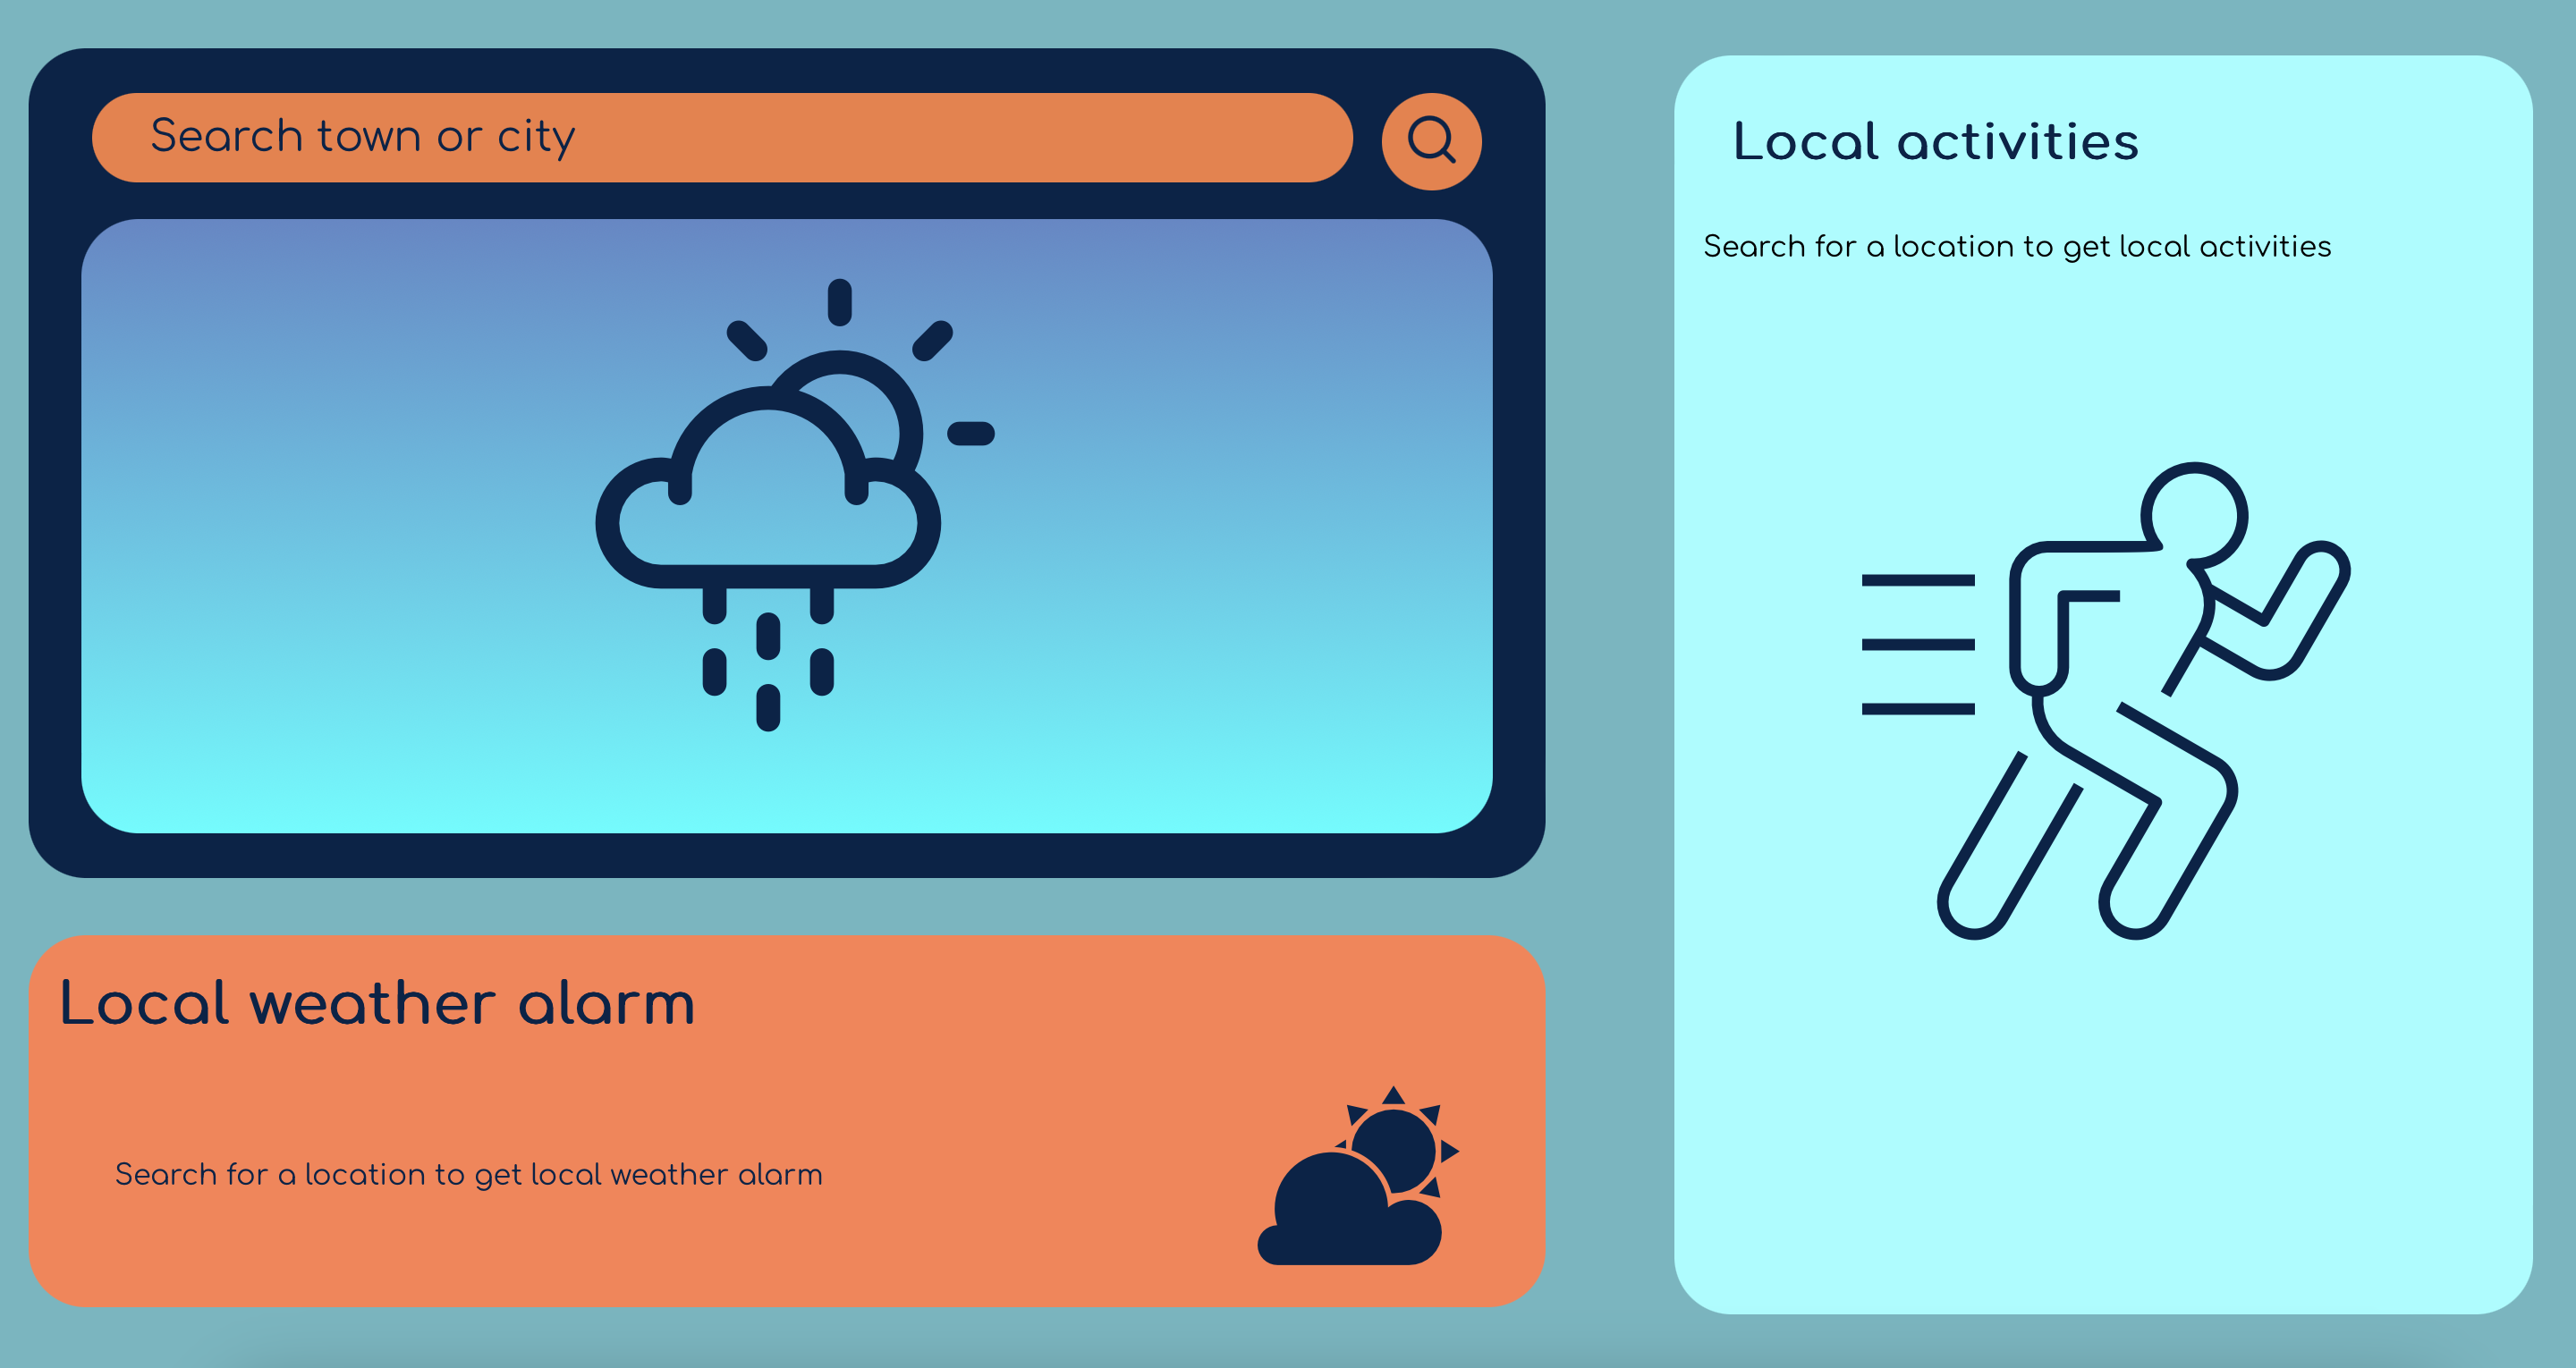 Search town or city
Local activities
Search for a location to get local activities
Local weather alarm
Search for a location to get local weather alarm